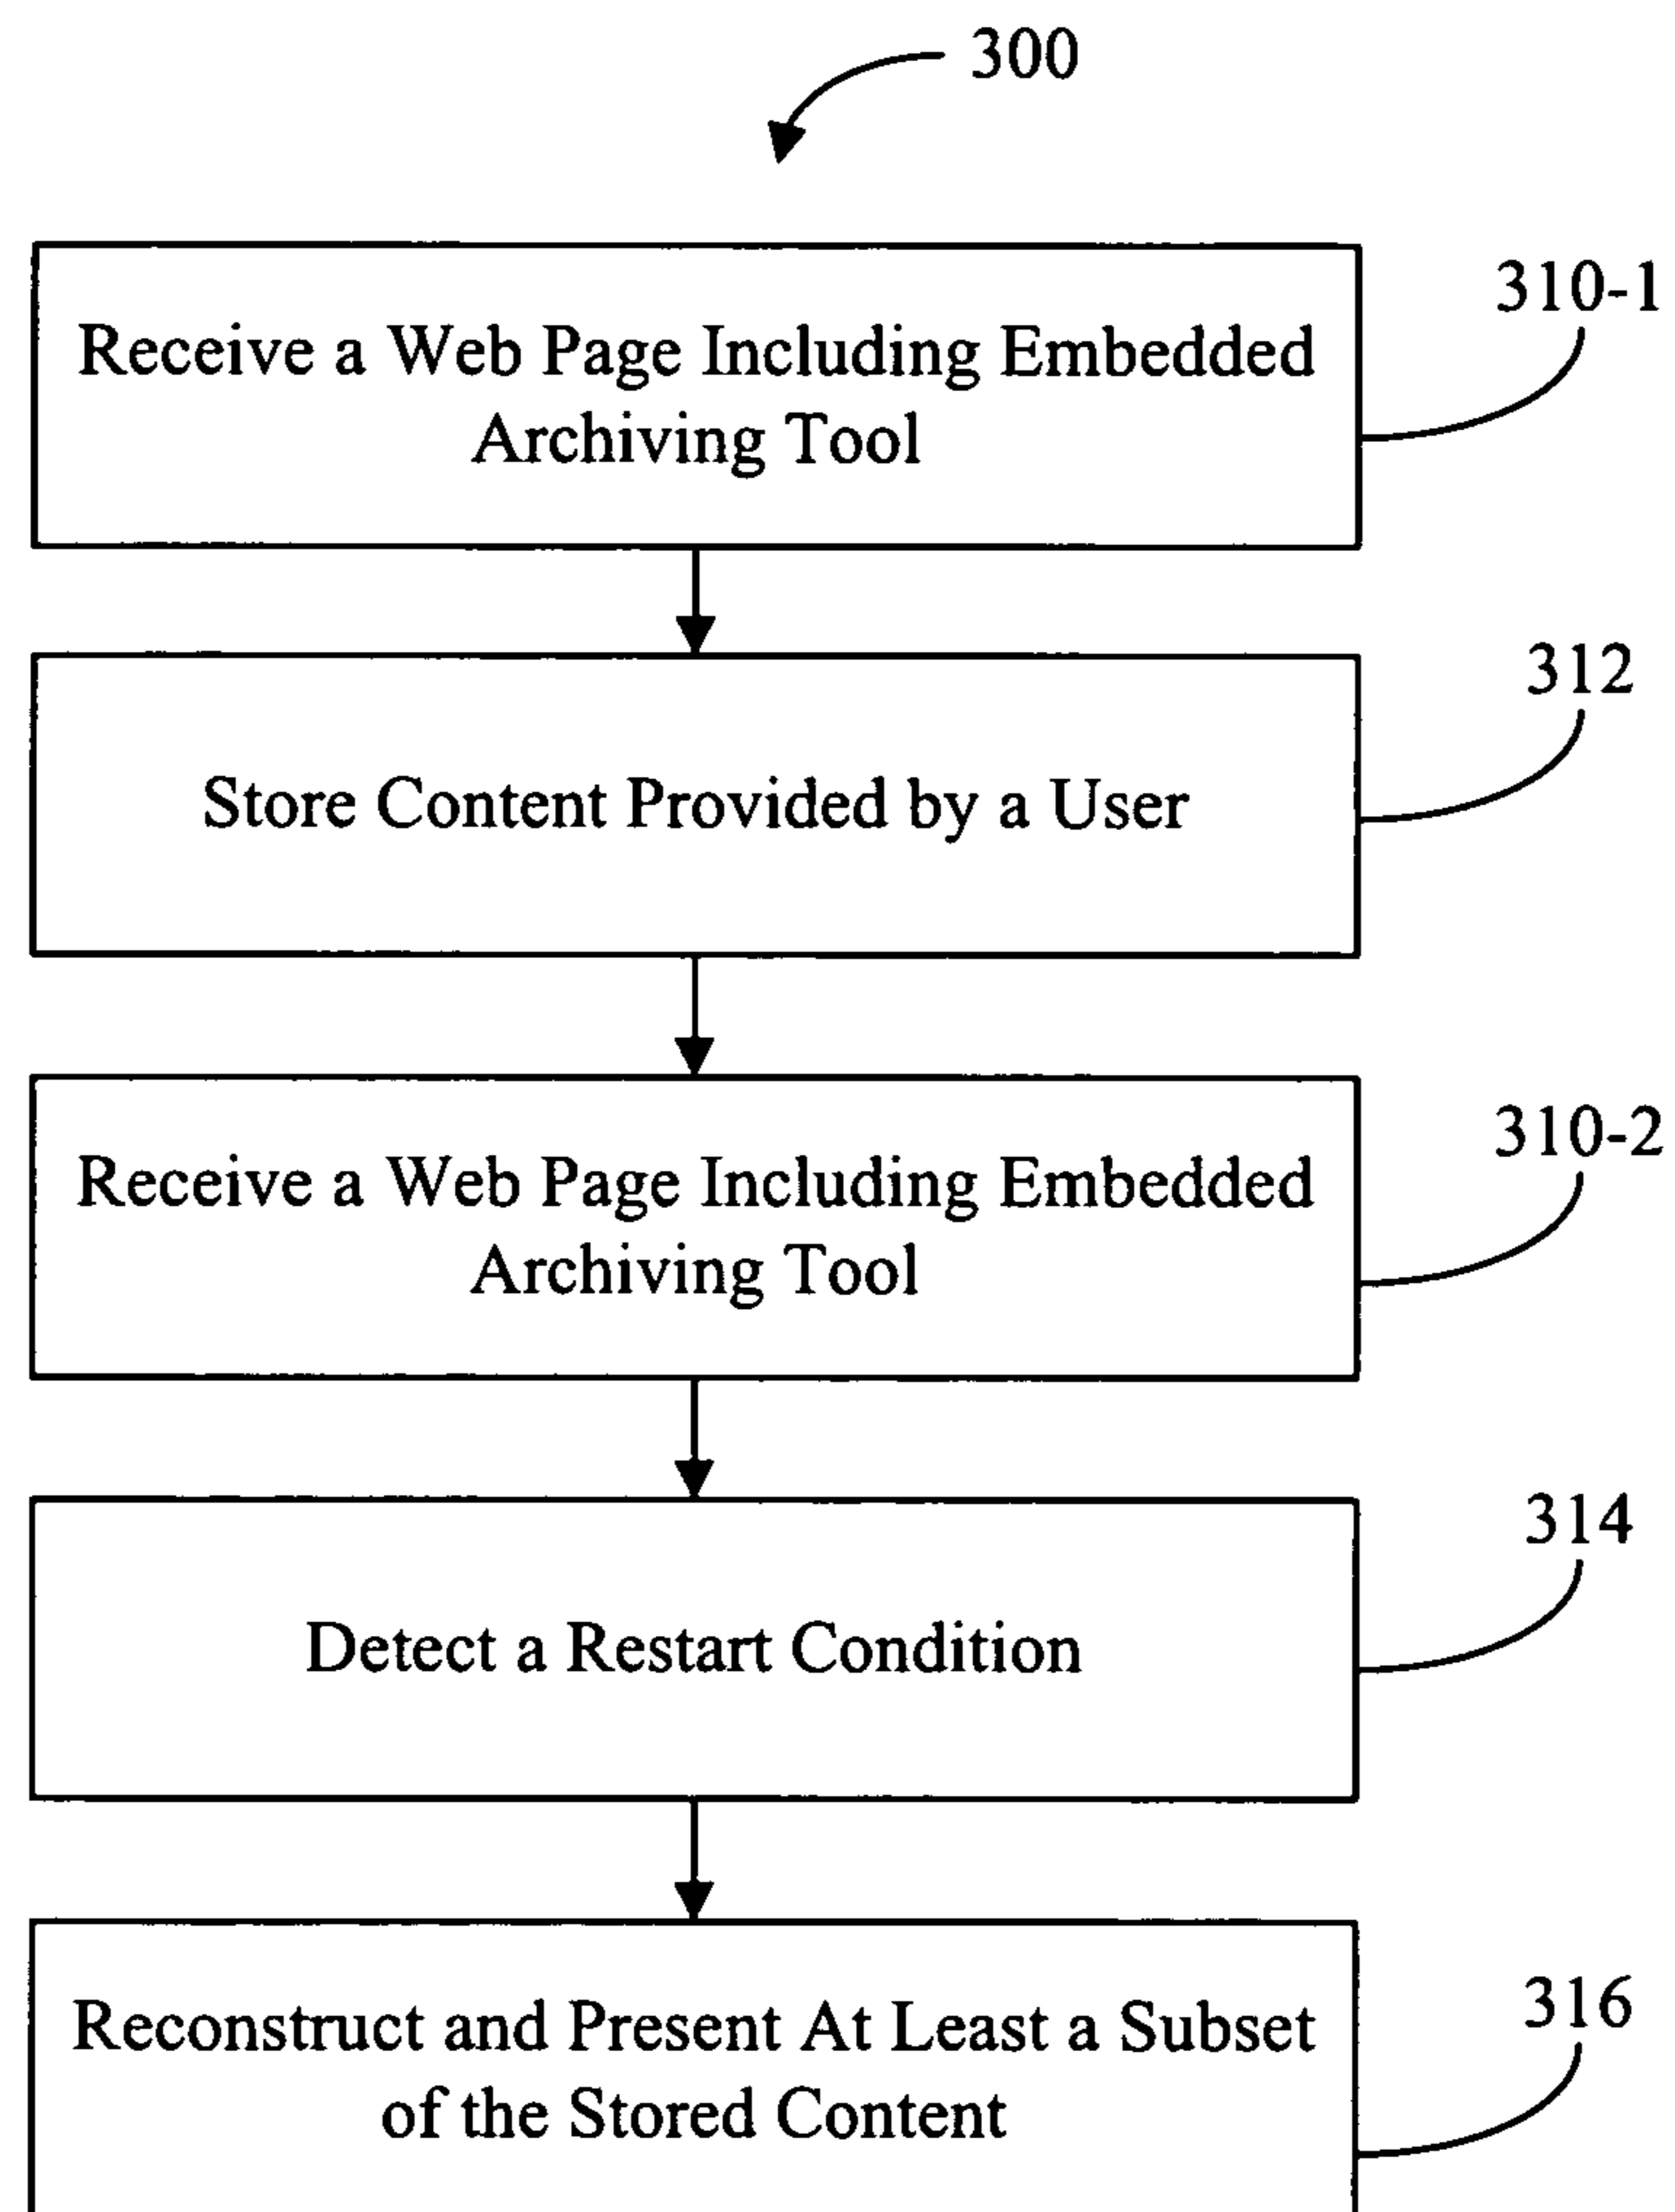 300
Receive a Web Page Including Embedded
Archiving Tool
310-1
Store Content Provided by a User
312
Receive a Web Page Including Embedded
Archiving Tool
310-2
Detect a Restart Condition
314
Reconstruct and Present At Least a Subset
of the Stored Content
316